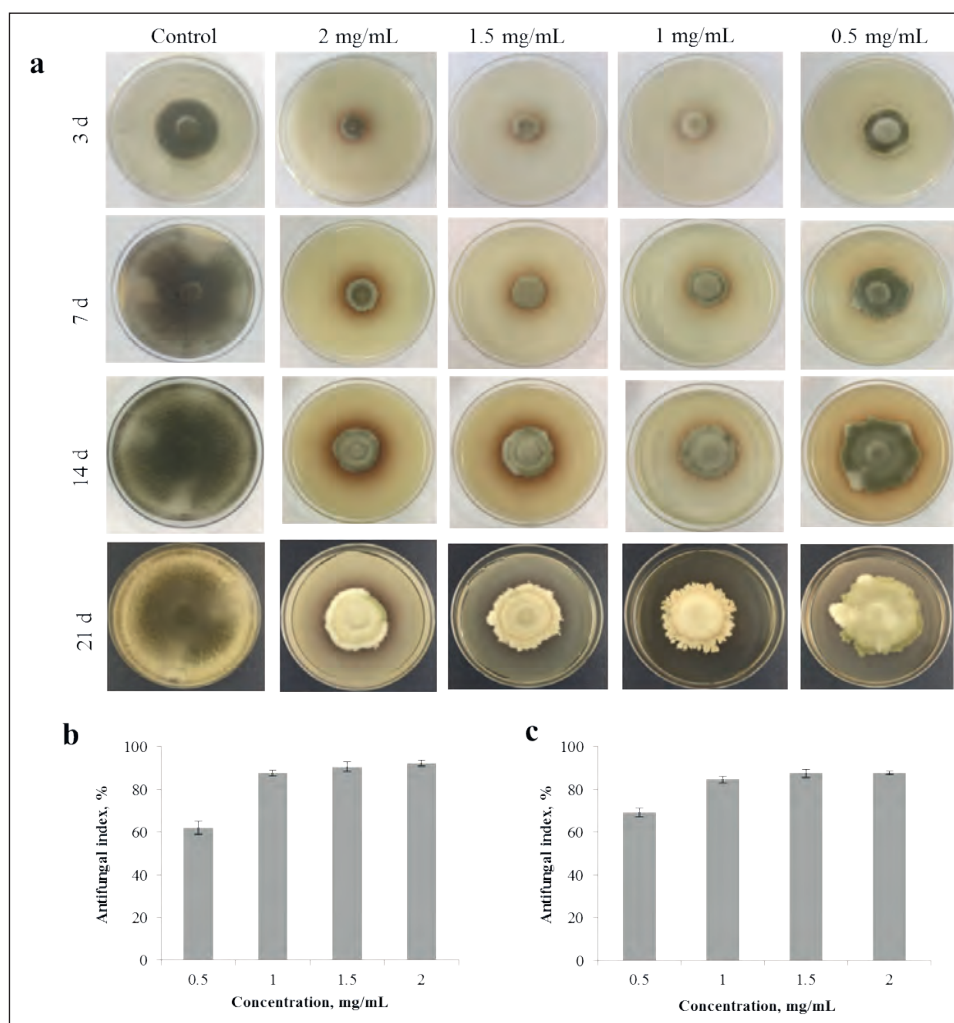 Control 2 mg/mL 1.5 mg/mL 1 mg/mL 0.5 mg/mL
a
3 d
7 d
14 d
21 d
b
Antifungal index, %
100
80
60
40
20
0
0.5 1 1.5 2
Concentration, mg/mL
c
Antifungal index, %
100
80
60
40
20
0
0.5 1 1.5 2
Concentration, mg/mL